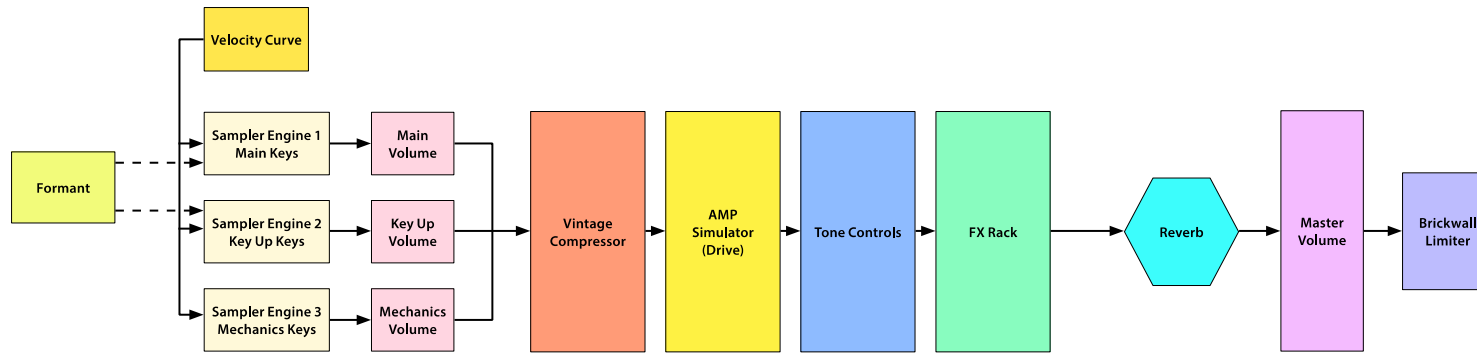 Velocity Curve
Formant
Sampler Engine 1
Main Keys
Main
Volume
Sampler Engine 2
Key Up Keys
Key Up
Volume
Sampler Engine 3
Mechanics Keys
Mechanics
Volume
Vintage
Compressor
AMP
Simulator
(Drive)
Tone Controls
FX Rack
Reverb
Master
Volume
Brickwall
Limiter